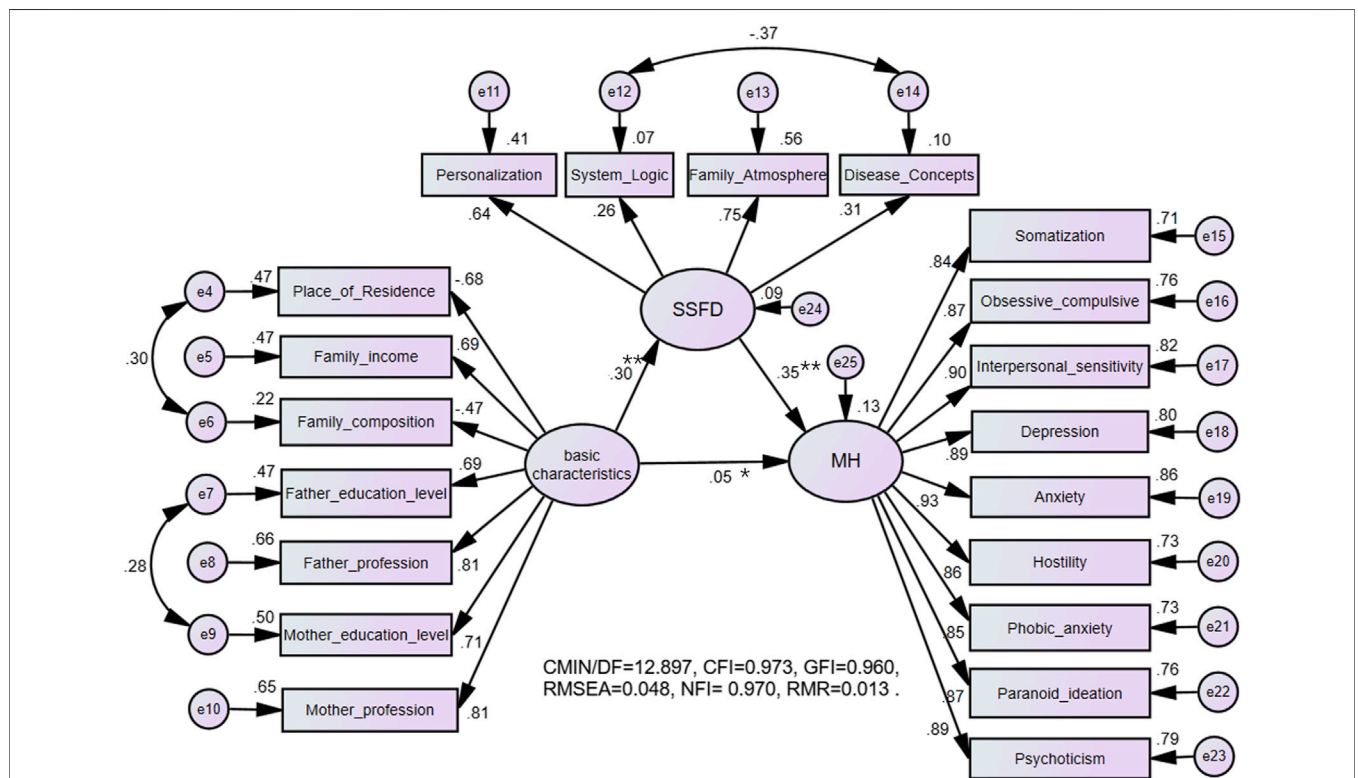 -.37
e11
e12
e13
e14
.41
.07
.56
.10
Personalization
System_Logic
Family_Atmosphere
Disease_Concepts
.64
.26
.75
.31
SSFD
.09
e24
.30
**
.35**
e25
.13
basic
characteristics
.05 *
MH
e4
.47
Place_of_Residence
-.68
.30
e5
.47
Family_income
.69
e6
.22
Family_composition
-.47
e7
.47
Father_education_level
.69
.28
e8
.66
Father_profession
.81
e9
.50
Mother_education_level
.71
e10
.65
Mother_profession
.81
.84
Somatization
.71
e15
.87
Obsessive_compulsive
.76
e16
.90
Interpersonal_sensitivity
.82
e17
.89
Depression
.80
e18
.93
Anxiety
.86
e19
.86
Hostility
.73
e20
.85
Phobic_anxiety
.73
e21
.87
Paranoid_ideation
.76
e22
.89
Psychoticism
.79
e23
CMIN/DF=12.897, CFI=0.973, GFI=0.960,
RMSEA=0.048, NFI= 0.970, RMR=0.013 .